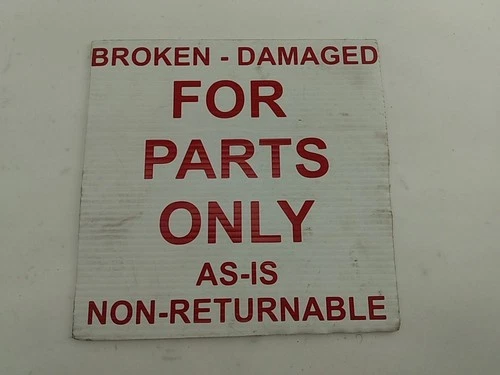 BROKEN - DAMAGED
FOR
PARTS
ONLY
AS-IS
NON-RETURNABLE